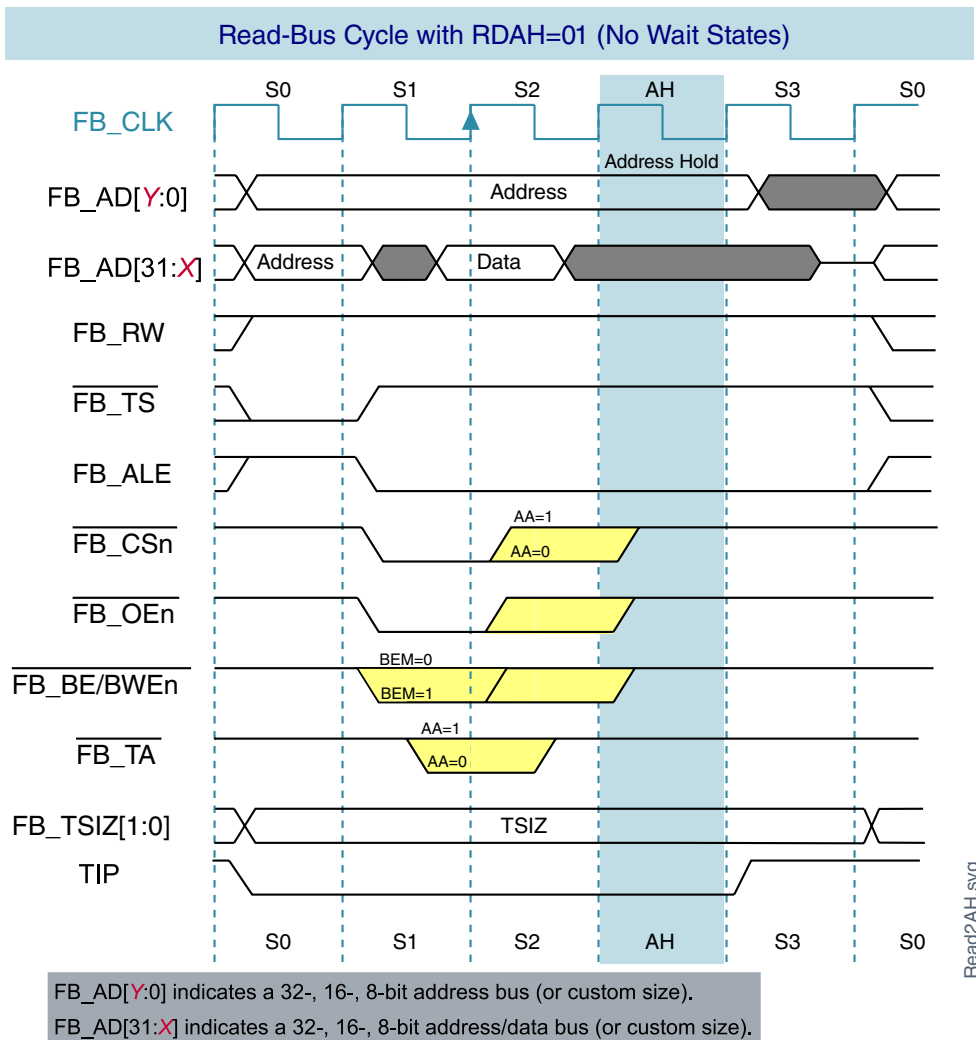 Read-Bus Cycle with RDAH=01 (No Wait States)
S0 S1 S2 AH S3 S0
FB_CLK
Address Hold
FB_AD[Y:0] Address
FB_AD[31:X] Address Data
FB_RW
FB_TS
FB_ALE
AA=1
FB_CSn AA=0
FB_OEn
BEM=0
FB_BE/BWEn BEM=1
AA=1
FB_TA AA=0
FB_TSIZ[1:0] TSIZ
TIP
S0 S1 S2 AH S3 S0
Read2AH.svg
FB_AD[Y:0] indicates a 32-, 16-, 8-bit address bus (or custom size).
FB_AD[31:X] indicates a 32-, 16-, 8-bit address/data bus (or custom size).